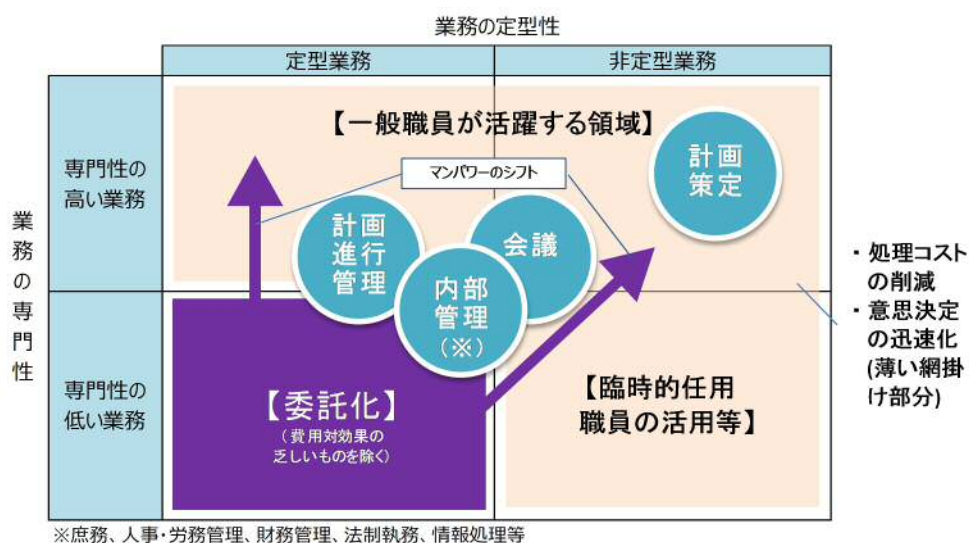 業務の定型性
定型業務
非定型業務
業務の専門性
専門性の
高い業務
【一般職員が活躍する領域】
マンパワーのシフト
計画
策定
計画
進行
管理
会議
内部
管理
(※)
・処理コスト
の削減
・意思決定
の迅速化
(薄い網掛
け部分)
専門性の
低い業務
【委託化】
(費用対効果の
乏しいものを除く)
【臨時的任用
職員の活用等】
※庶務、人事・労務管理、財務管理、法制執務、情報処理等